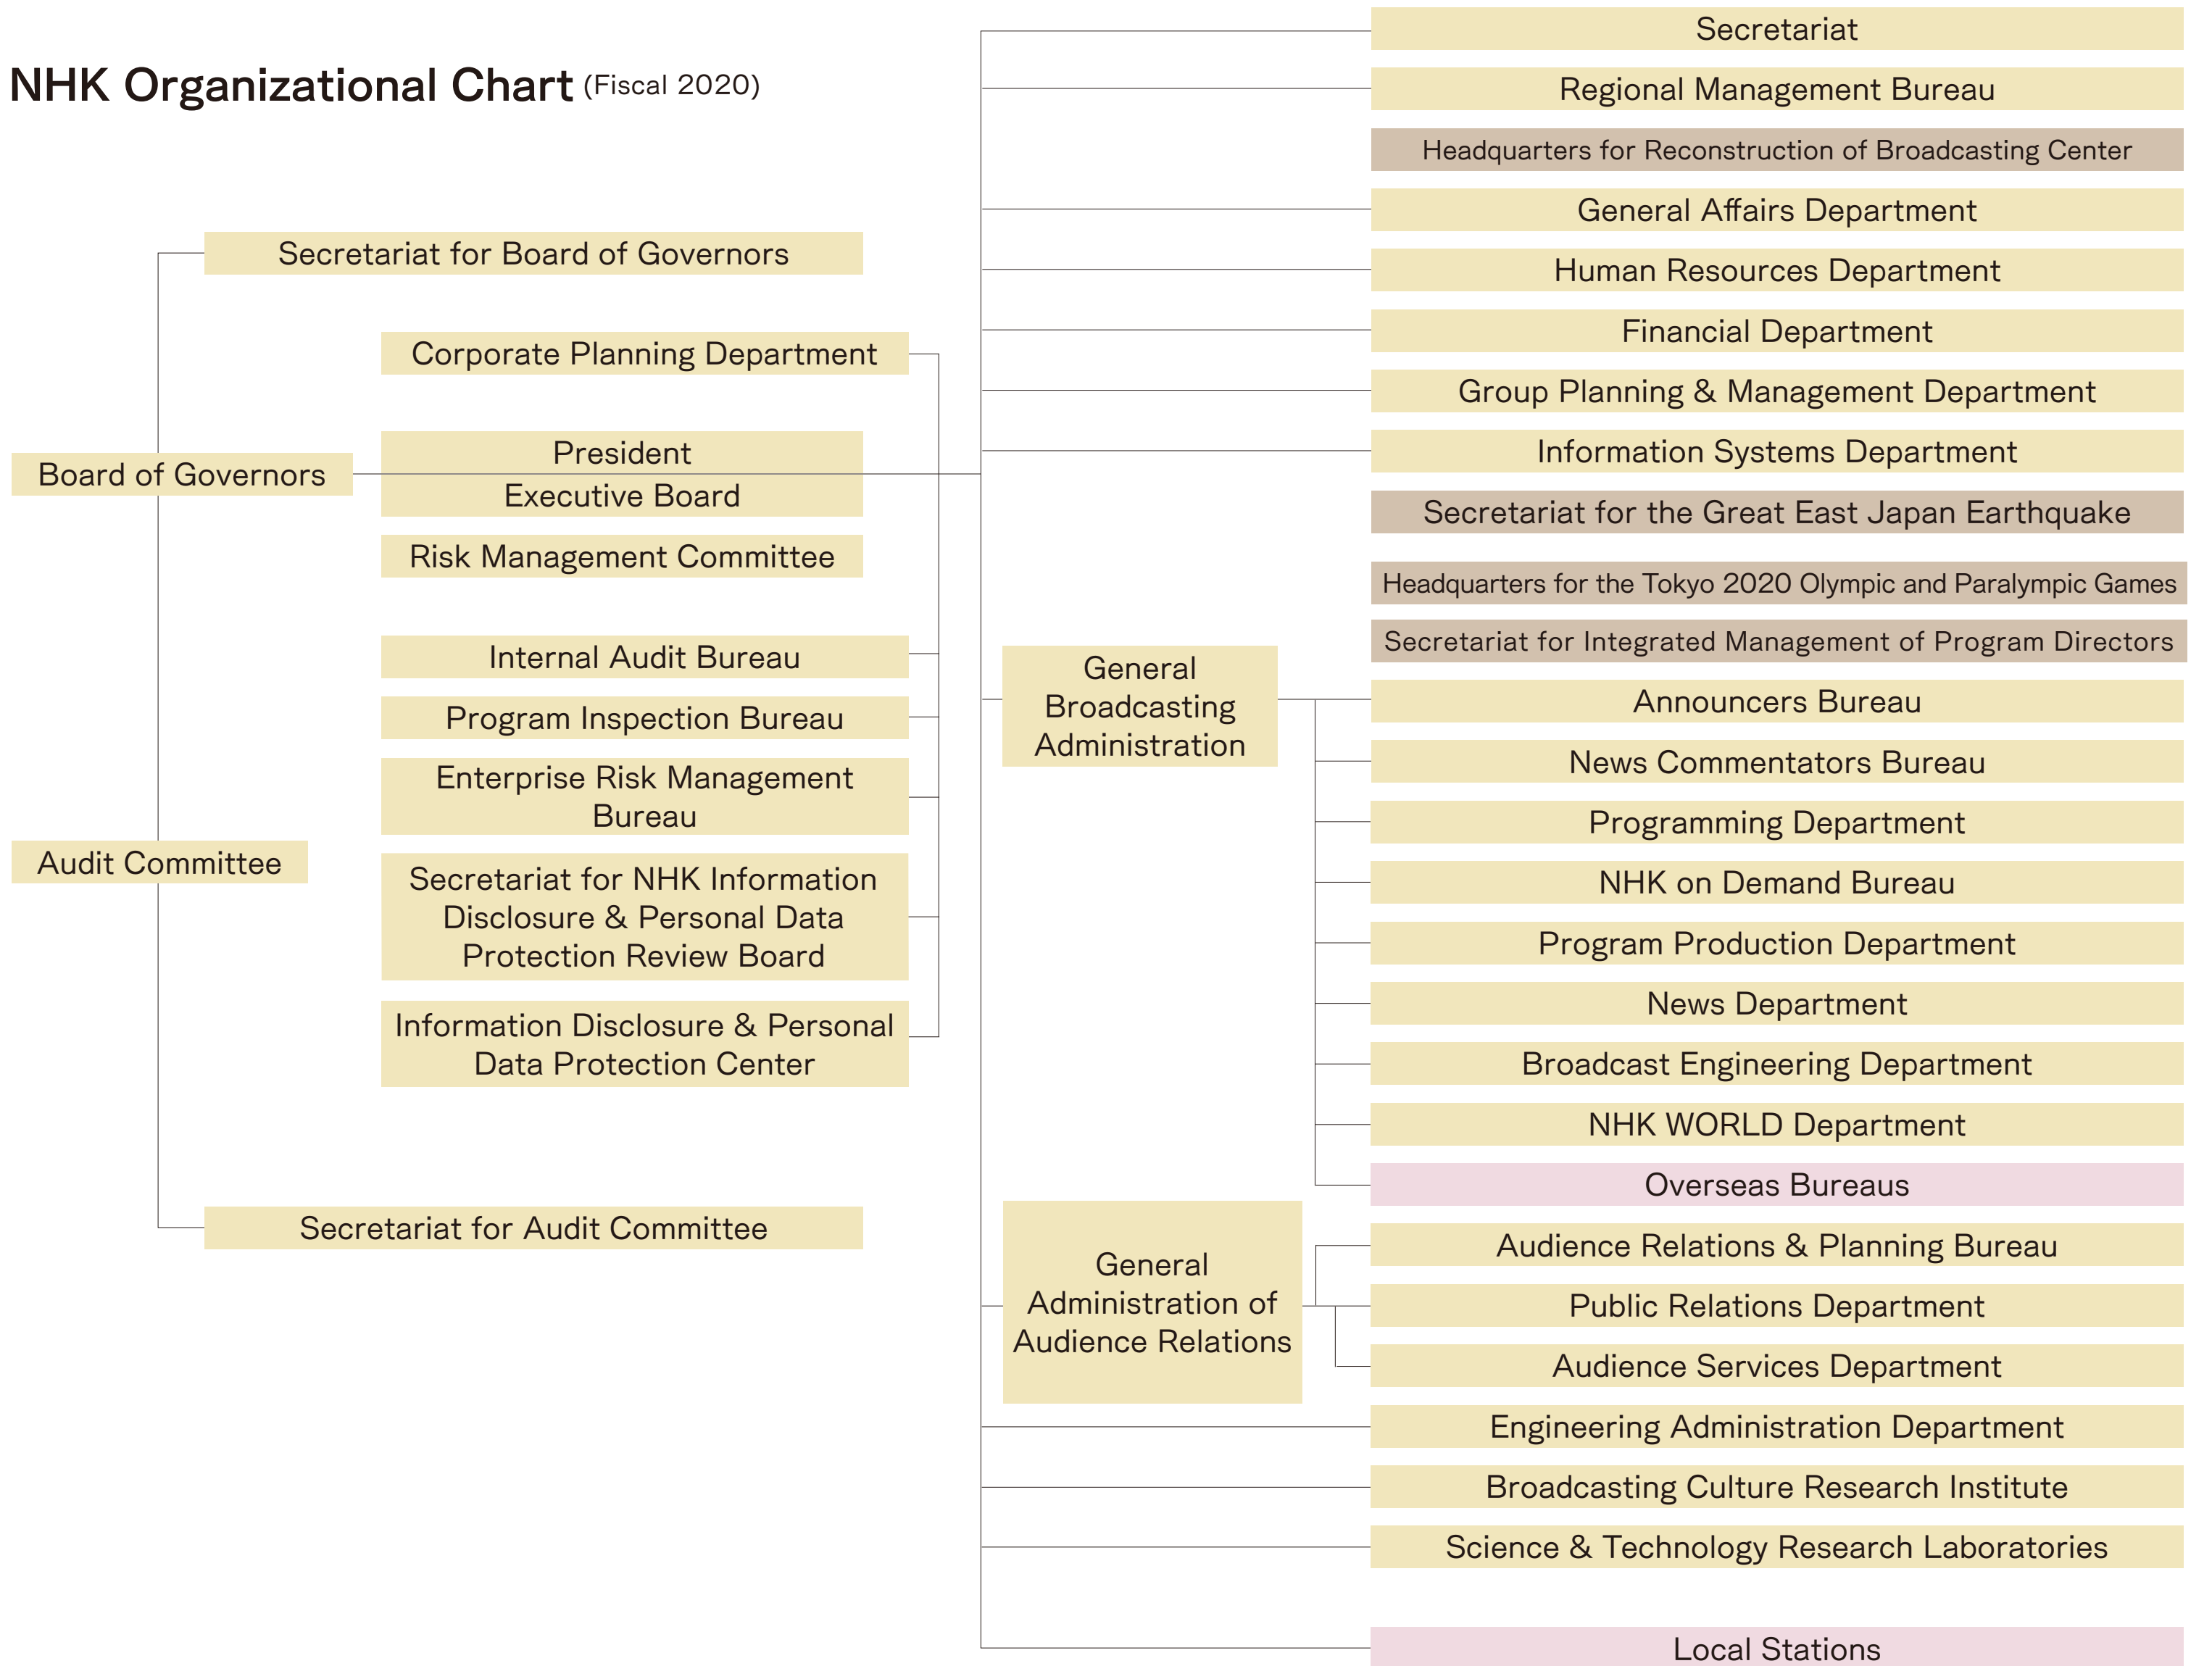 NHK Organizational Chart (Fiscal 2020)
Secretariat for Board of Governors
Corporate Planning Department
Board of Governors
President
Executive Board
Risk Management Committee
Internal Audit Bureau
Program Inspection Bureau
Enterprise Risk Management
Bureau
Audit Committee
Secretariat for NHK Information
Disclosure & Personal Data
Protection Review Board
Information Disclosure & Personal
Data Protection Center
Secretariat for Audit Committee
Secretariat
Regional Management Bureau
Headquarters for Reconstruction of Broadcasting Center
General Affairs Department
Human Resources Department
Financial Department
Group Planning & Management Department
Information Systems Department
Secretariat for the Great East Japan Earthquake
Headquarters for the Tokyo 2020 Olympic and Paralympic Games
Secretariat for Integrated Management of Program Directors
General
Broadcasting
Administration
Announcers Bureau
News Commentators Bureau
Programming Department
NHK on Demand Bureau
Program Production Department
News Department
Broadcast Engineering Department
NHK WORLD Department
Overseas Bureaus
General
Administration of
Audience Relations
Audience Relations & Planning Bureau
Public Relations Department
Audience Services Department
Engineering Administration Department
Broadcasting Culture Research Institute
Science & Technology Research Laboratories
Local Stations